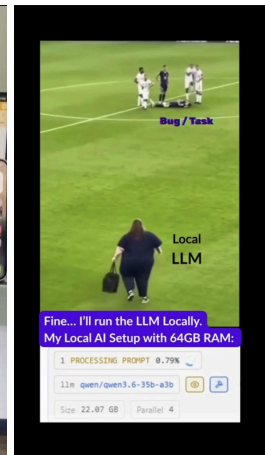 Bug / Task
Local
LLM
Fine... I'll run the LLM Locally.
My Local AI Setup with 64GB RAM:
1 PROCESSING PROMPT 0.79%
llm qwen/qwen3.6-35b-a3b
Size 22.07 GB Parallel 4